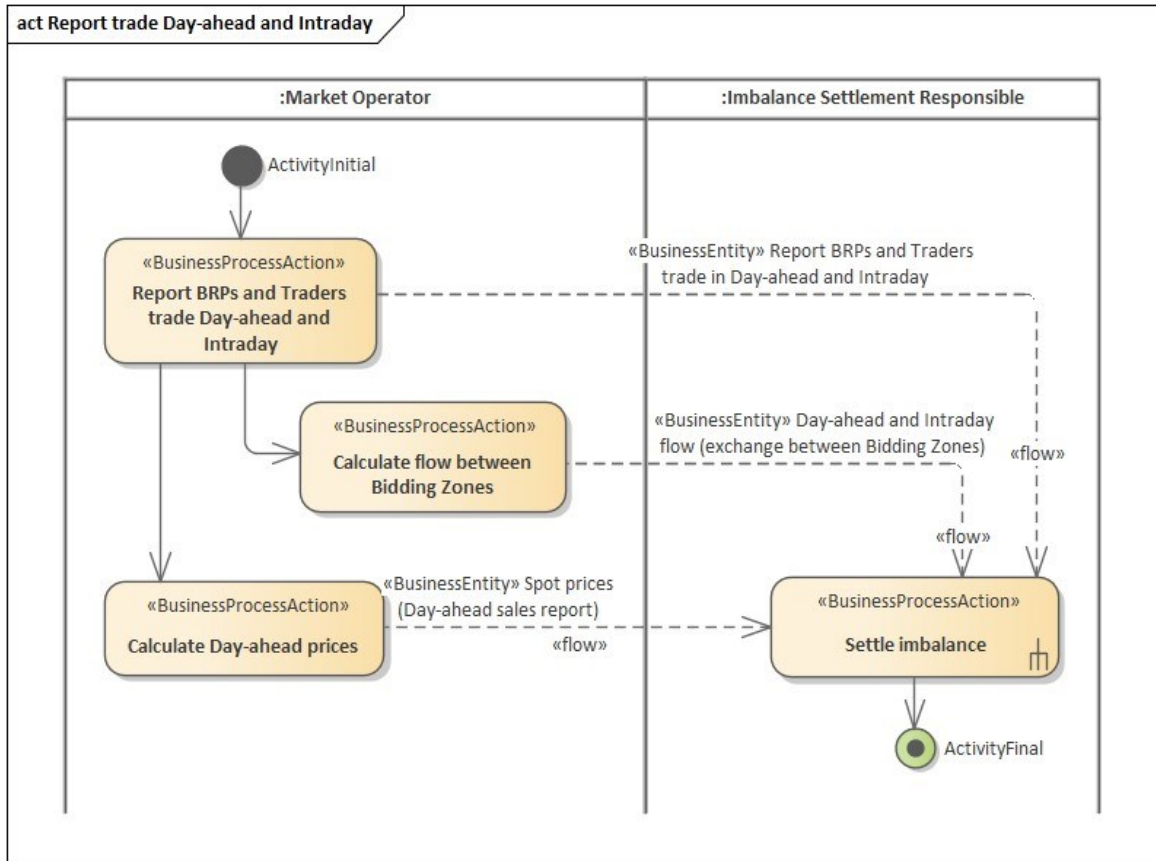 act Report trade Day-ahead and Intraday
:Market Operator
:Imbalance Settlement Responsible
ActivityInitial
«BusinessProcessAction»
Report BRPs and Traders
trade Day-ahead and
Intraday
«BusinessEntity» Report BRPs and Traders
trade in Day-ahead and Intraday
«BusinessProcessAction»
Calculate flow between
Bidding Zones
«BusinessEntity» Day-ahead and Intraday
flow (exchange between Bidding Zones)
«flow»
«flow»
«BusinessProcessAction»
Calculate Day-ahead prices
«BusinessEntity» Spot prices
(Day-ahead sales report)
«flow»
«BusinessProcessAction»
Settle imbalance
ActivityFinal